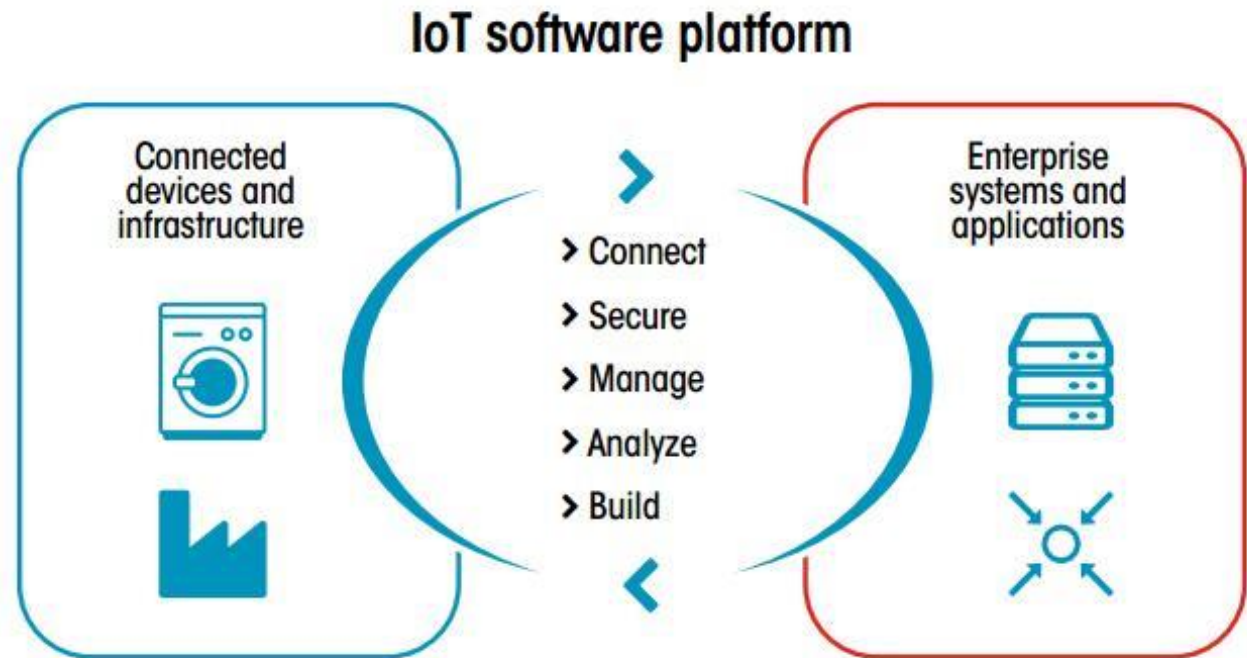 IoT software platform
Connected
devices and
infrastructure
> Connect
> Secure
> Manage
> Analyze
> Build
Enterprise
systems and
applications